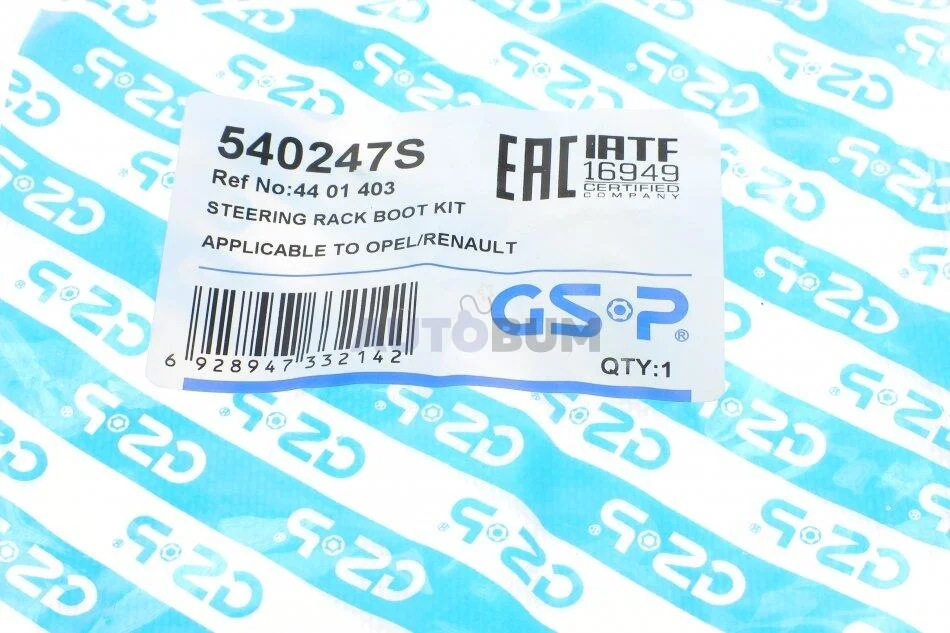 540247S
Ref No:44 01 403
STEERING RACK BOOT KIT
APPLICABLE TO OPEL/RENAULT
EAC
IATF
16949
CERTIFIED
COMPANY
GSP®
AUTOBUM
6 928947 332142
QTY:1